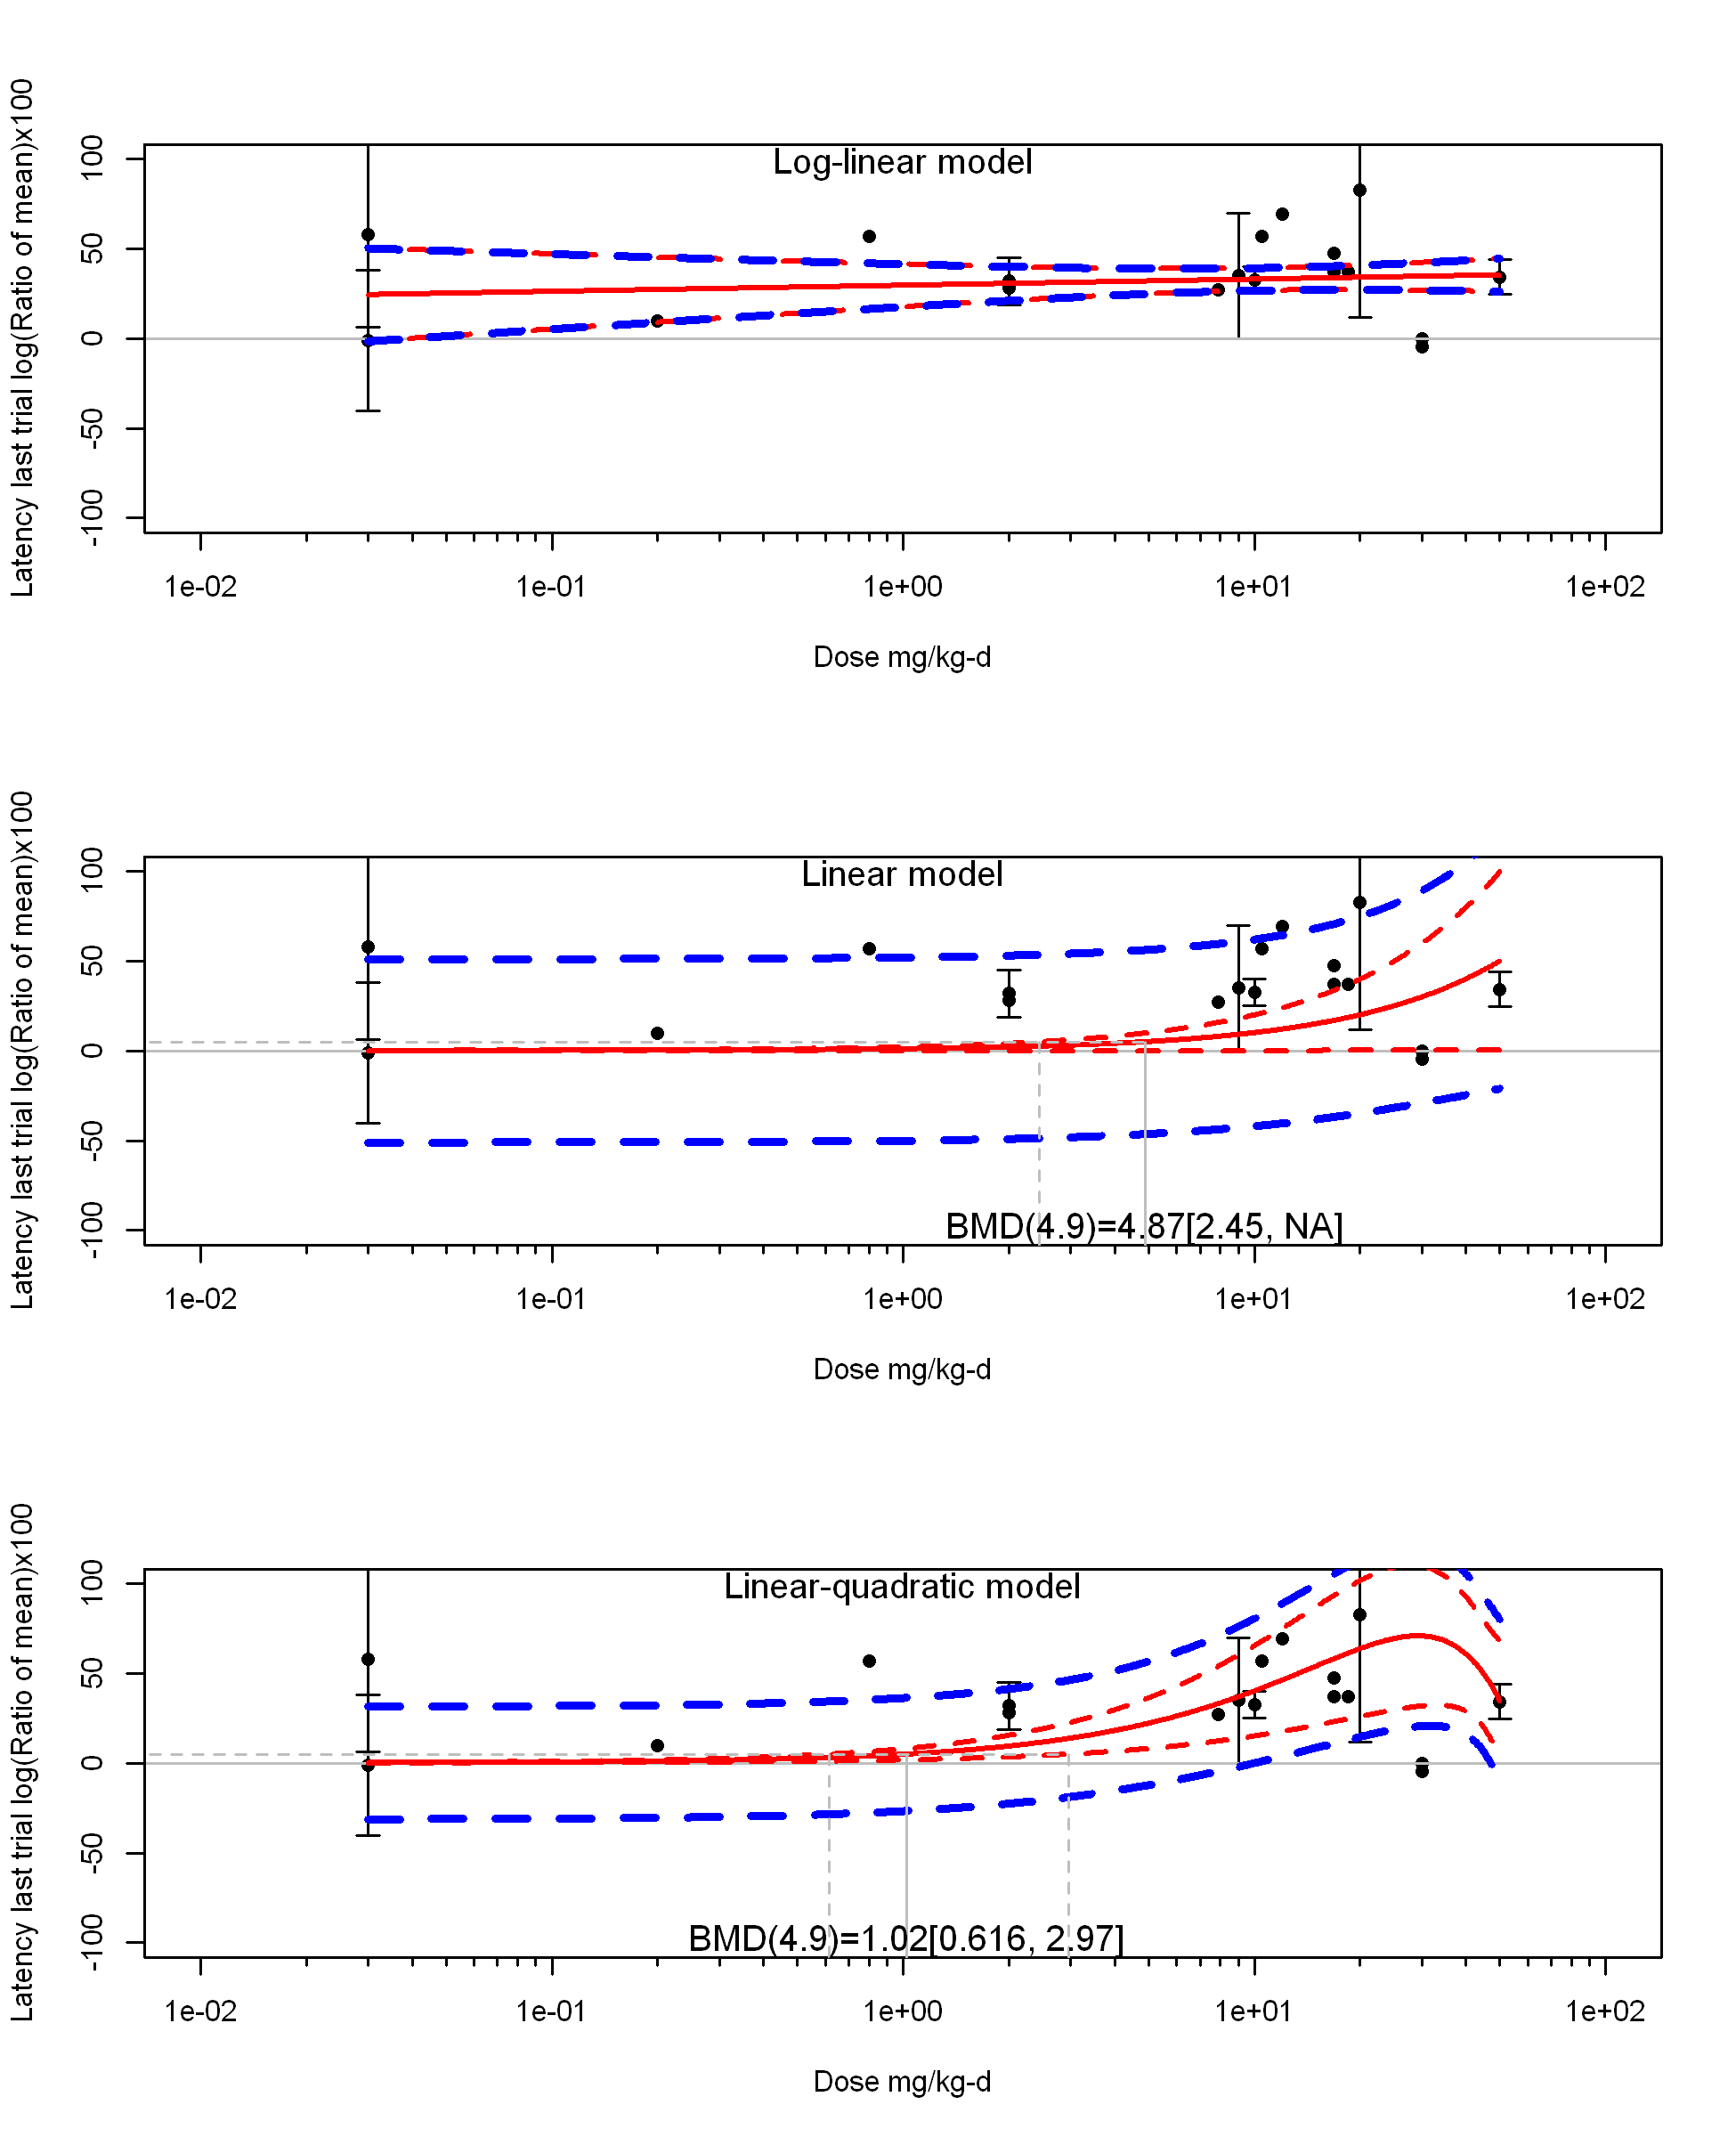 Latency last trial log(Ratio of mean)x100
Log-linear model
100
50
0
-50
-100
1e-02 1e-01 1e+00 1e+01 1e+02
Dose mg/kg-d
Latency last trial log(Ratio of mean)x100
Linear model
100
50
0
-50
-100
BMD(4.9)=4.87[2.45, NA]
1e-02 1e-01 1e+00 1e+01 1e+02
Dose mg/kg-d
Latency last trial log(Ratio of mean)x100
Linear-quadratic model
100
50
0
-50
-100
BMD(4.9)=1.02[0.616, 2.97]
1e-02 1e-01 1e+00 1e+01 1e+02
Dose mg/kg-d